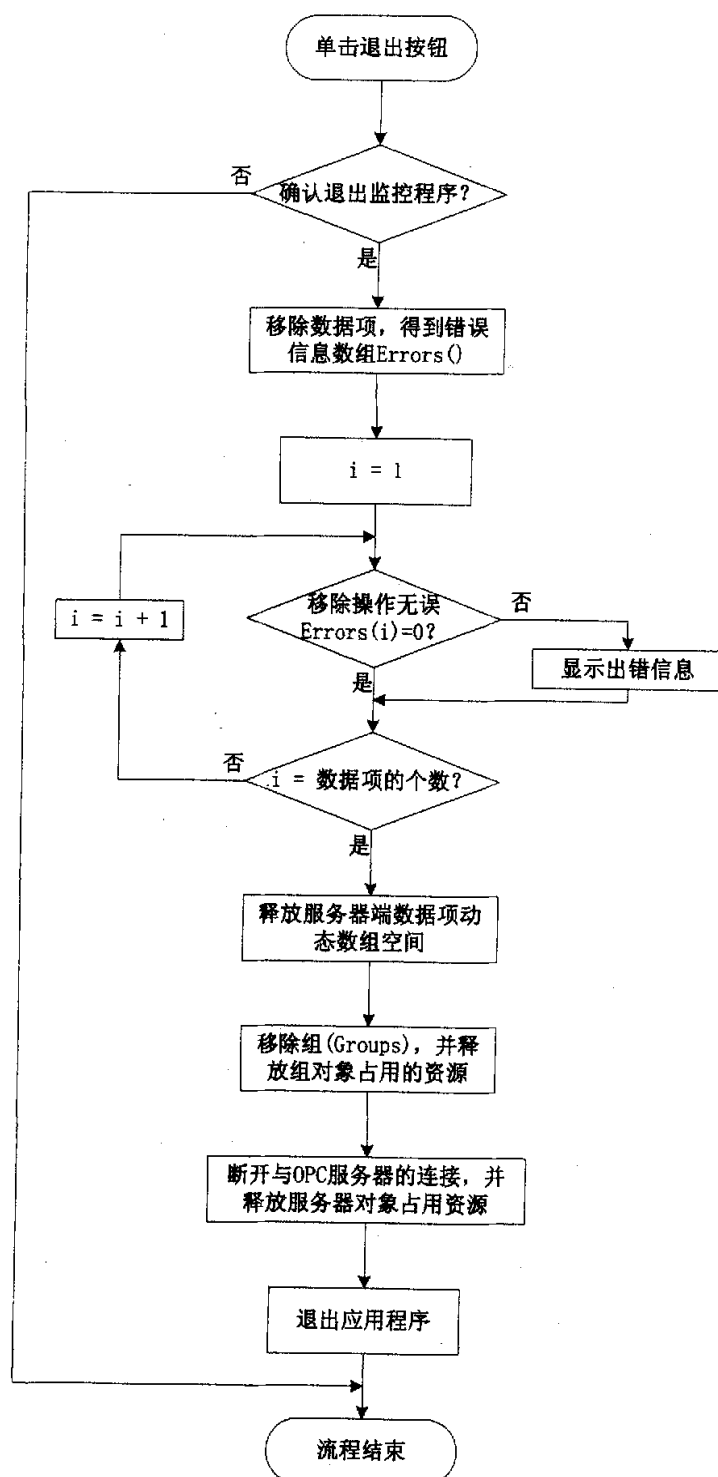 单击退出按钮
否
确认退出监控程序?
是
移除数据项，得到错误
信息数组Errors()
i = 1
移除操作无误
Errors(i)=0?
否
i = i + 1
显示出错信息
是
否
i = 数据项的个数?
是
释放服务器端数据项动
态数组空间
移除组(Groups)，并释
放组对象占用的资源
断开与OPC服务器的连接，并
释放服务器对象占用资源
退出应用程序
流程结束